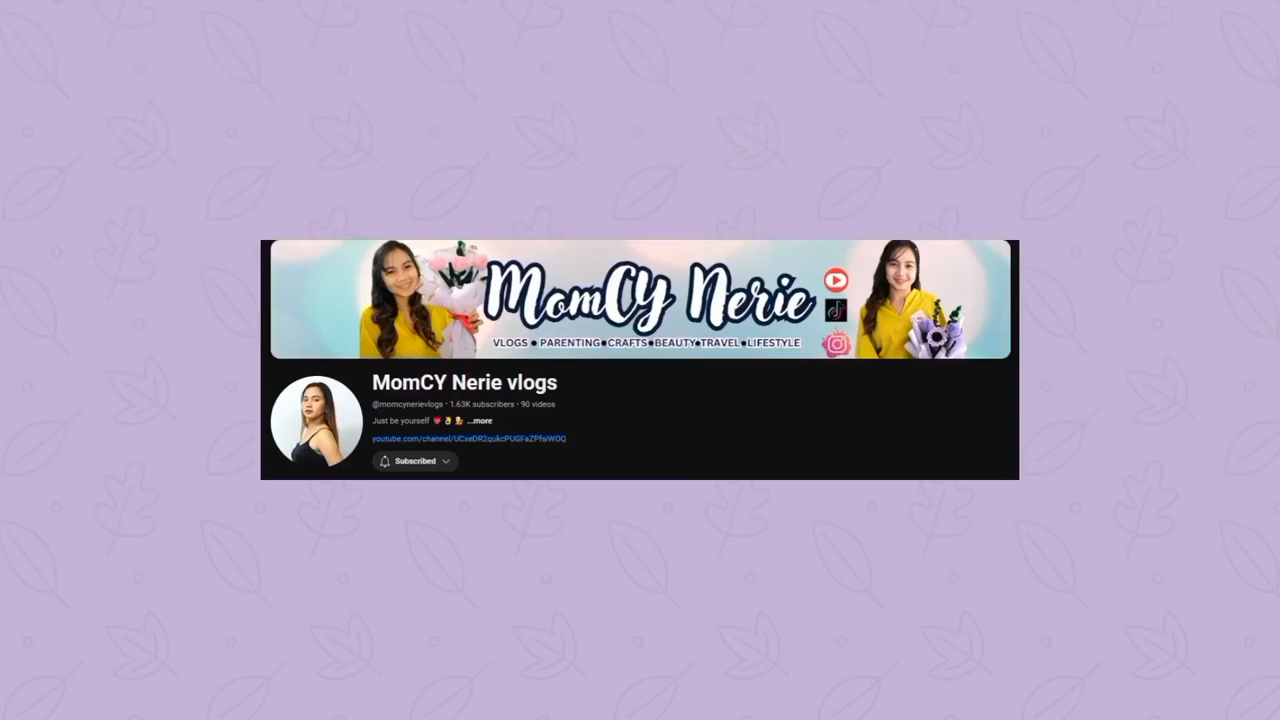 MomCY Nerie
VLOGS ● PARENTING●CRAFTS●BEAUTY●TRAVEL●LIFESTYLE
MomCY Nerie vlogs
@momcynerievlogs · 1.63K subscribers · 90 videos
Just be yourself 💗 👌 💁 ...more
Subscribed